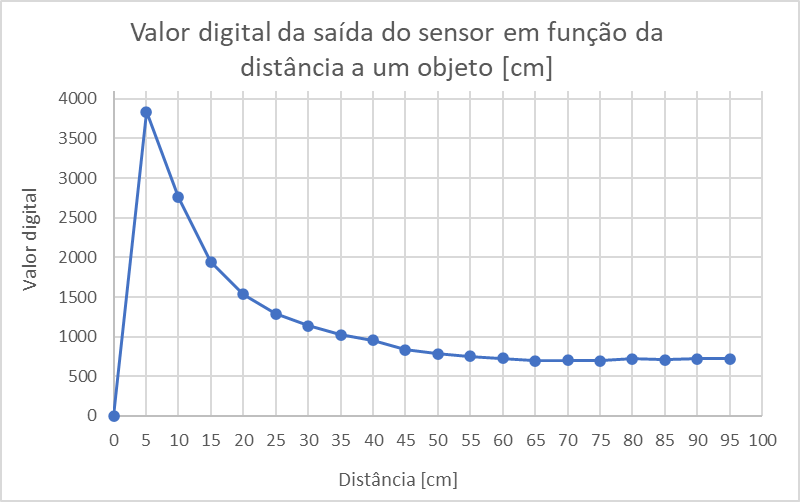 Valor digital da saída do sensor em função da
distância a um objeto [cm]
4000
3500
3000
2500
2000
1500
1000
500
0
Valor digital
0 5 10 15 20 25 30 35 40 45 50 55 60 65 70 75 80 85 90 95 100
Distância [cm]